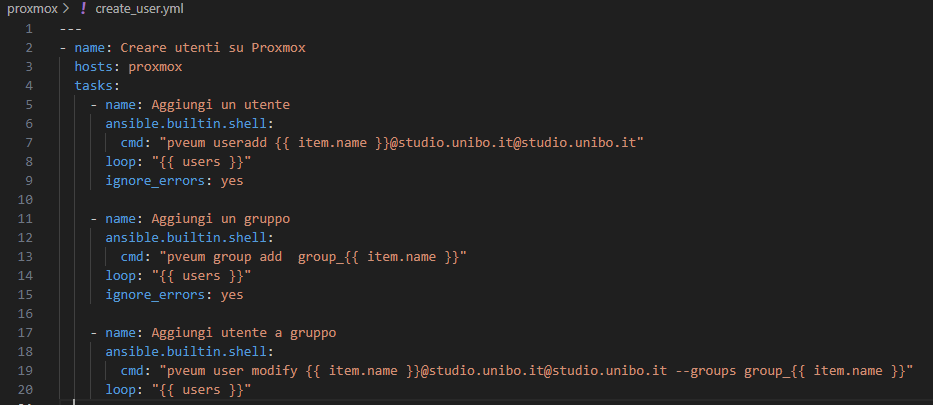 proxmox > ! create_user.yml
1 ---
2 - name: Creare utenti su Proxmox
3   hosts: proxmox
4   tasks:
5     - name: Aggiungi un utente
6       ansible.builtin.shell:
7         cmd: "pveum useradd {{ item.name }}@studio.unibo.it@studio.unibo.it"
8       loop: "{{ users }}"
9       ignore_errors: yes
10
11     - name: Aggiungi un gruppo
12       ansible.builtin.shell:
13         cmd: "pveum group add  group_{{ item.name }}"
14       loop: "{{ users }}"
15       ignore_errors: yes
16
17     - name: Aggiungi utente a gruppo
18       ansible.builtin.shell:
19         cmd: "pveum user modify {{ item.name }}@studio.unibo.it@studio.unibo.it --groups group_{{ item.name }}"
20       loop: "{{ users }}"